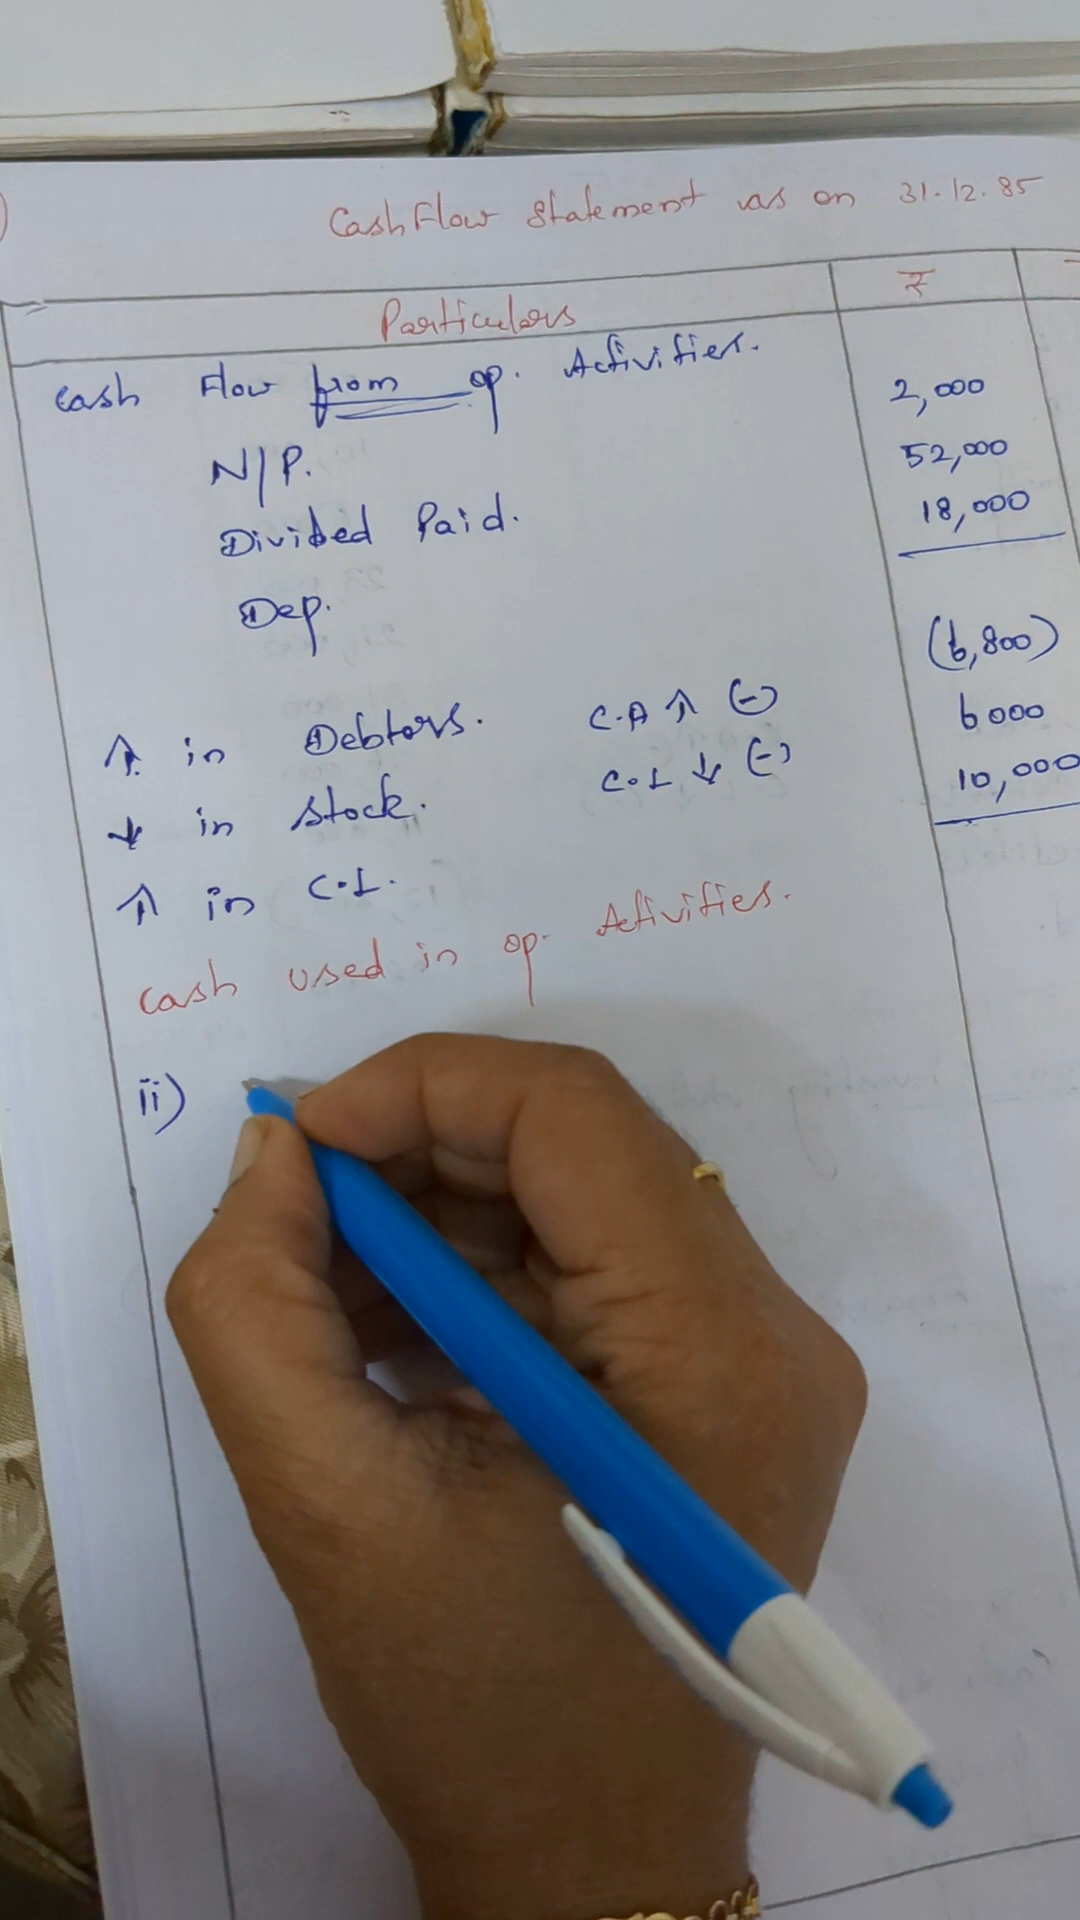 Cash Flow Statement as on 31.12.85
Particulars ₹
Cash Flow from op. Activities.
N/P. 2,000
Divided Paid. 52,000
Dep. 18,000
↑ in Debtors. C.A ↑ (-) (6,800)
↓ in stock. C.L ↓ (-) 6000
↑ in C.L. 10,000
Cash used in op. Activities.
ii)